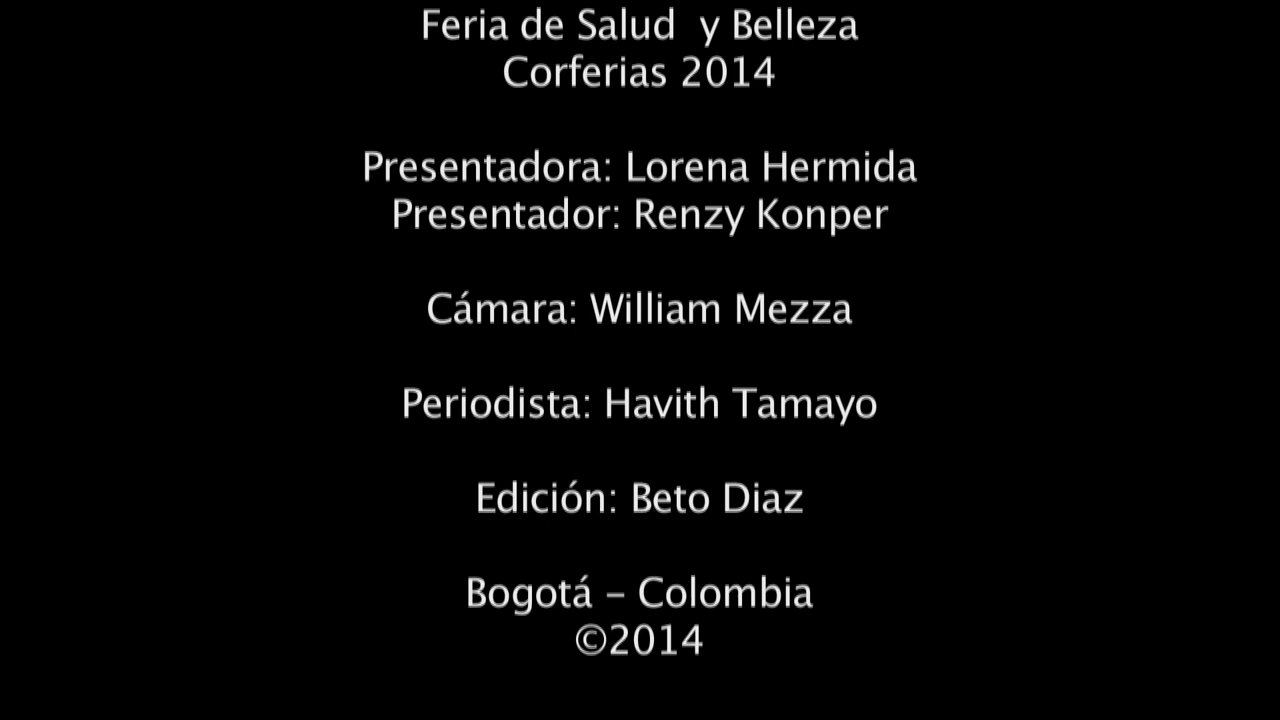 Feria de Salud  y Belleza
Corferias 2014
Presentadora: Lorena Hermida
Presentador: Renzy Konper
Cámara: William Mezza
Periodista: Havith Tamayo
Edición: Beto Diaz
Bogotá – Colombia
©2014